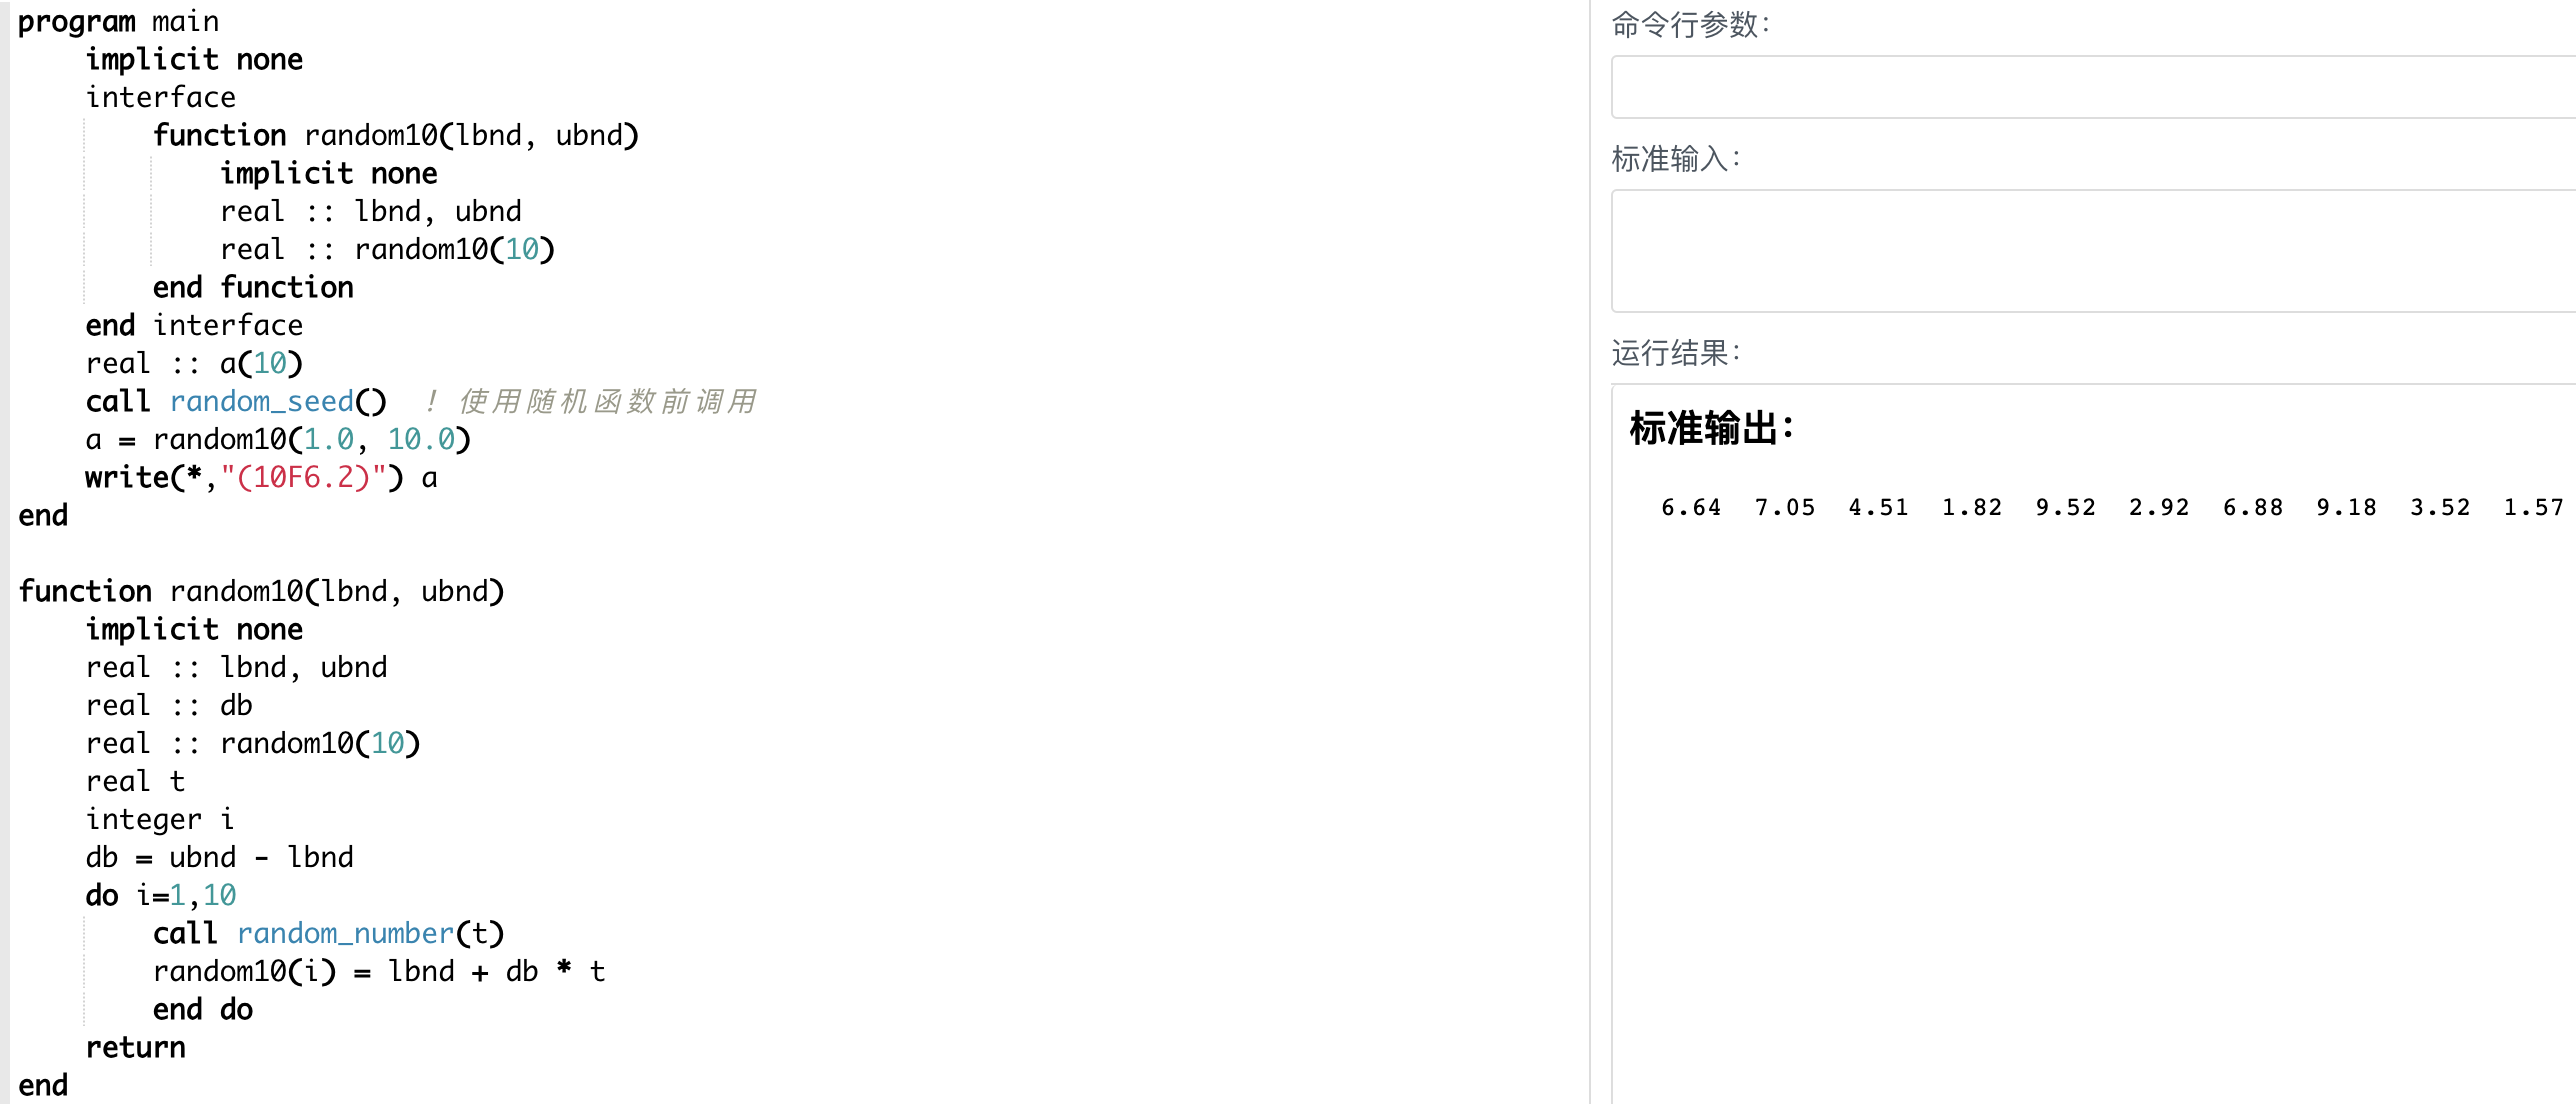 program main
    implicit none
    interface
        function random10(lbnd, ubnd)
            implicit none
            real :: lbnd, ubnd
            real :: random10(10)
        end function
    end interface
    real :: a(10)
    call random_seed()  ! 使用随机函数前调用
    a = random10(1.0, 10.0)
    write(*,"(10F6.2)") a
end

function random10(lbnd, ubnd)
    implicit none
    real :: lbnd, ubnd
    real :: db
    real :: random10(10)
    real t
    integer i
    db = ubnd - lbnd
    do i=1,10
        call random_number(t)
        random10(i) = lbnd + db * t
        end do
    return
end
命令行参数：
标准输入：
运行结果：
标准输出：
6.64  7.05  4.51  1.82  9.52  2.92  6.88  9.18  3.52  1.57